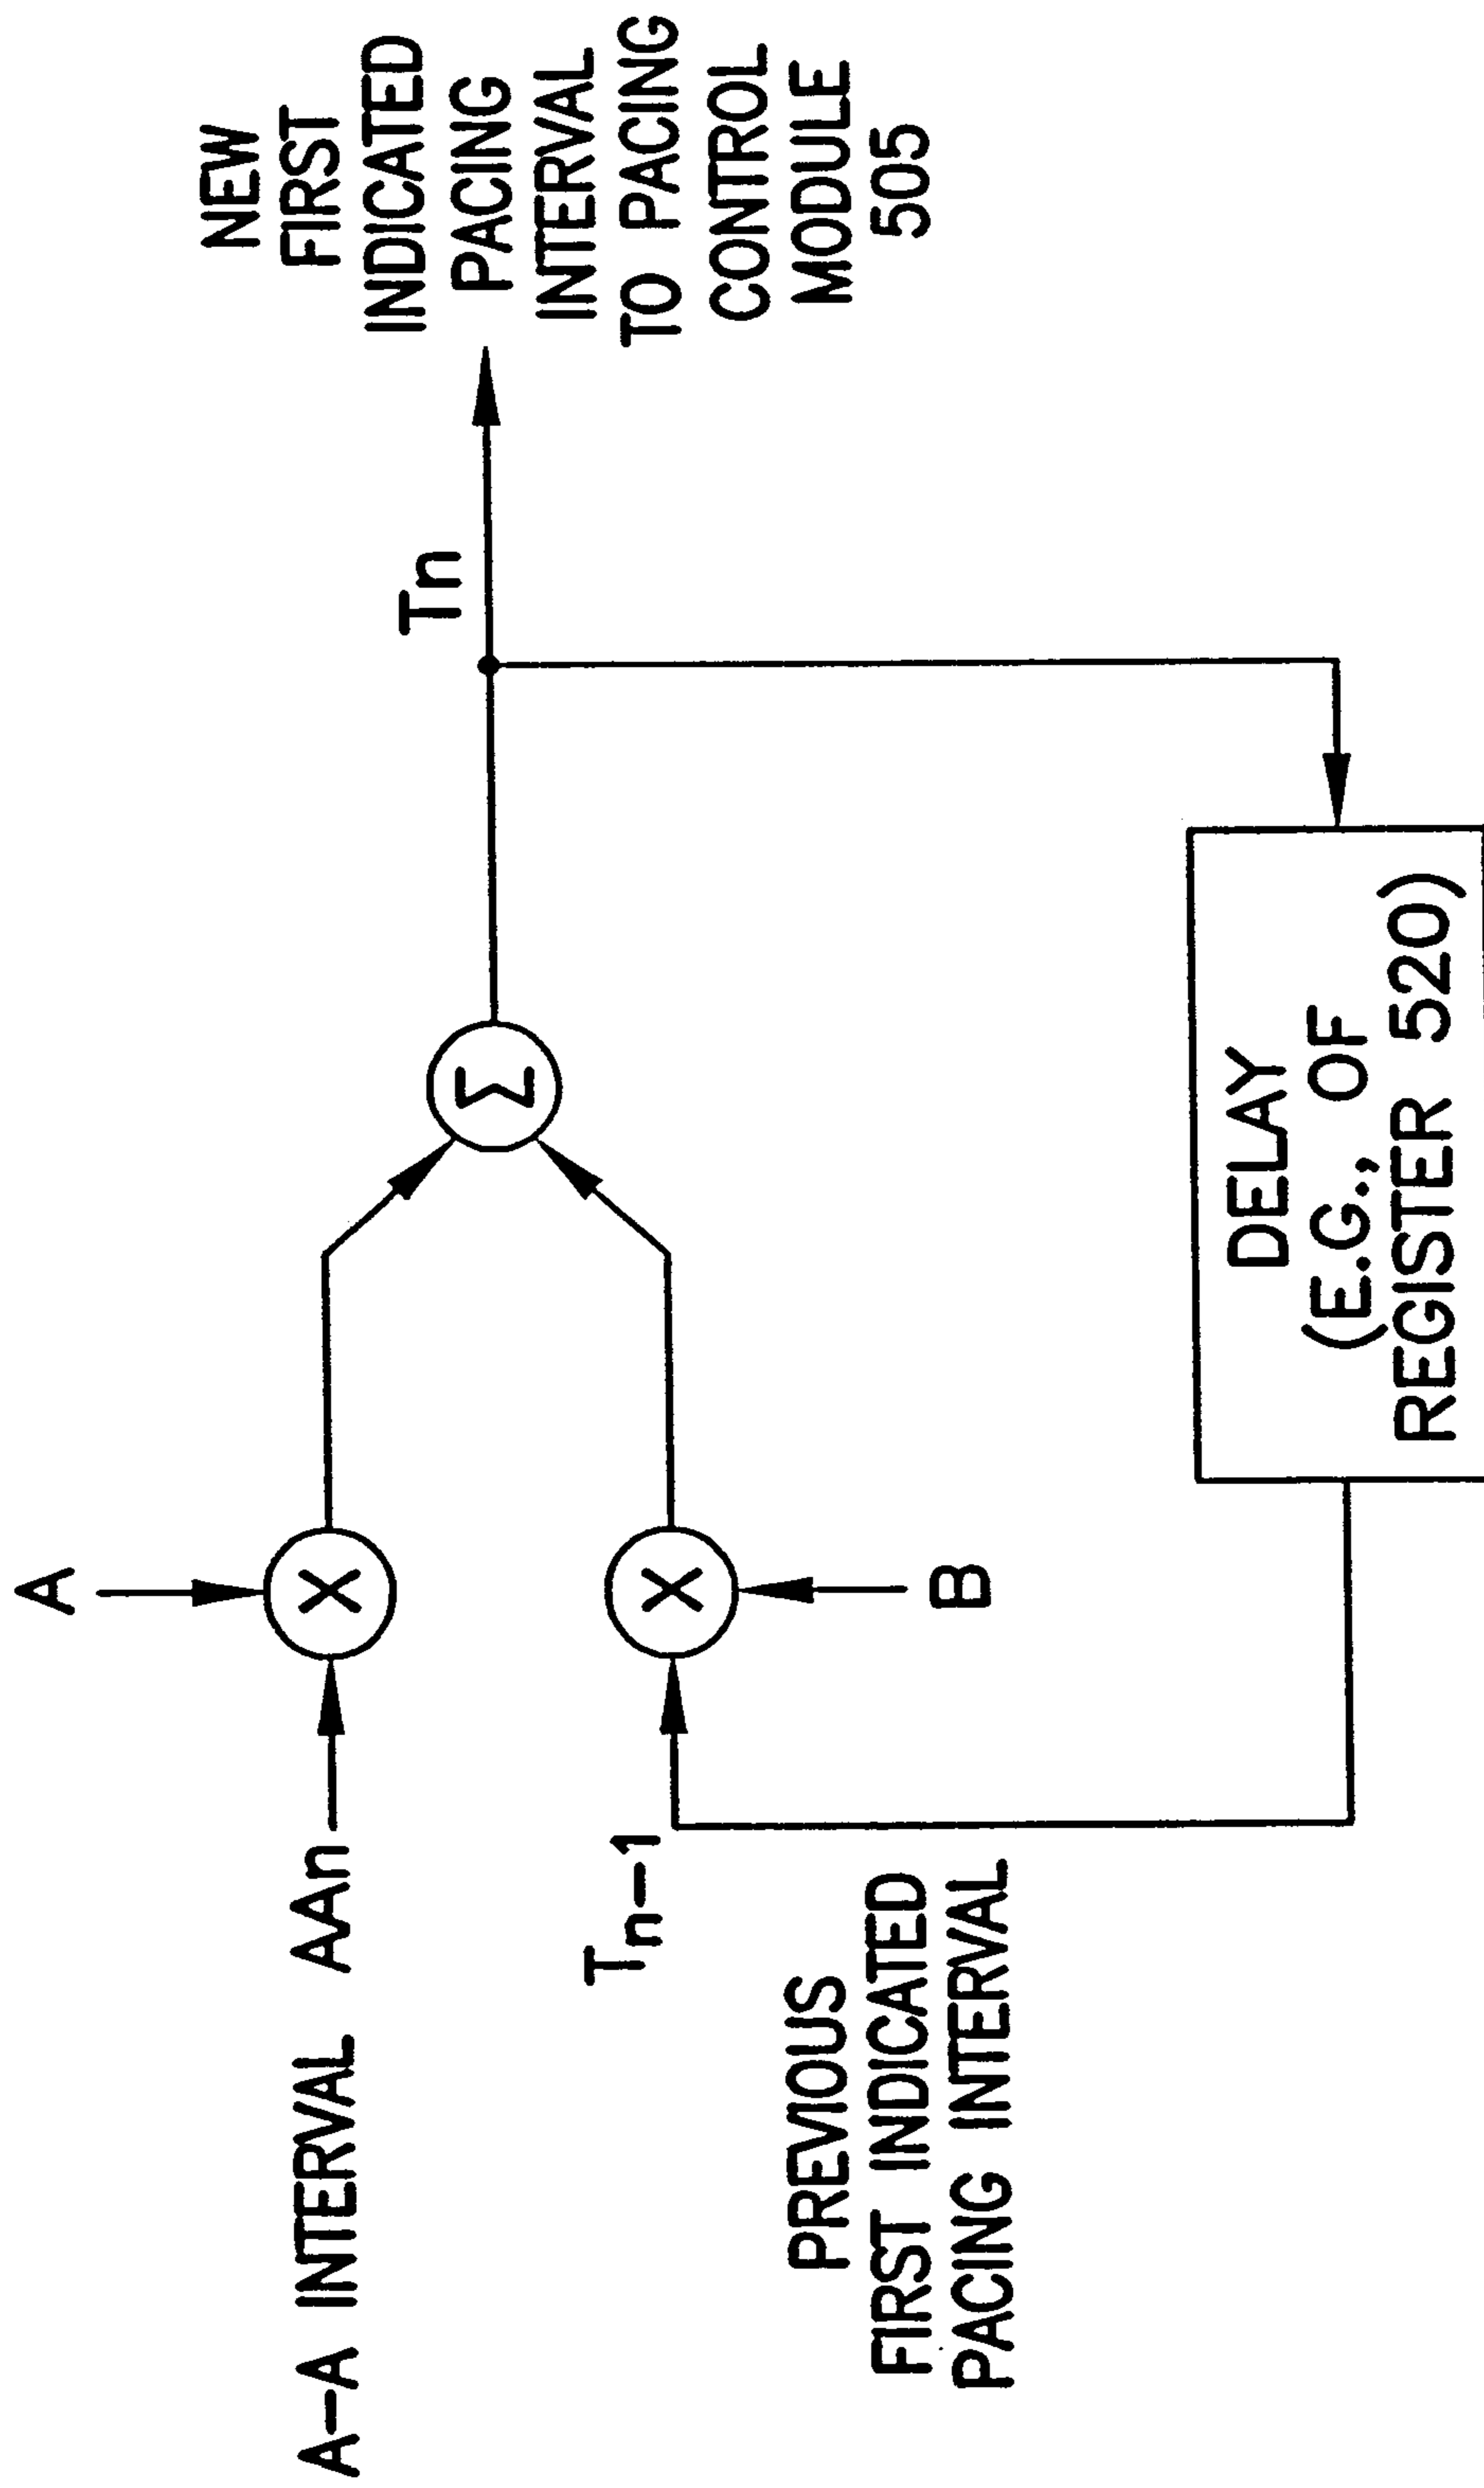 A
A-A INTERVAL AAn
X
Tn-1
X
B
PREVIOUS
FIRST INDICATED
PACING INTERVAL
Σ
Tn
NEW
FIRST
INDICATED
PACING
INTERVAL
TO PACING
CONTROL
MODULE
505
DELAY
(E.G., OF
REGISTER 520)